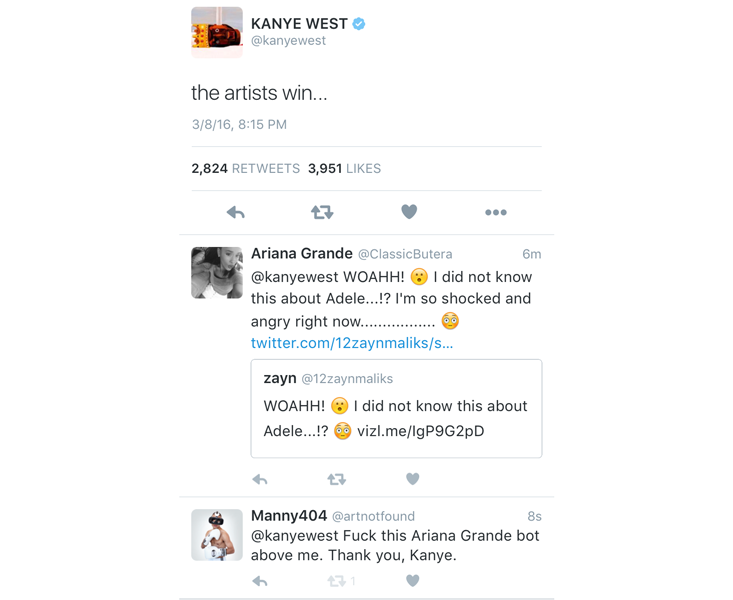 KANYE WEST
@kanyewest
the artists win...
3/8/16, 8:15 PM
2,824 RETWEETS 3,951 LIKES
Ariana Grande @ClassicButera 6m
@kanyewest WOAHH! 😮 I did not know
this about Adele...!? I'm so shocked and
angry right now................. 😳
twitter.com/12zaynmaliks/s...
zayn @12zaynmaliks
WOAHH! 😮 I did not know this about
Adele...!? 😳 vizl.me/IgP9G2pD
Manny404 @artnotfound 8s
@kanyewest Fuck this Ariana Grande bot
above me. Thank you, Kanye.
1